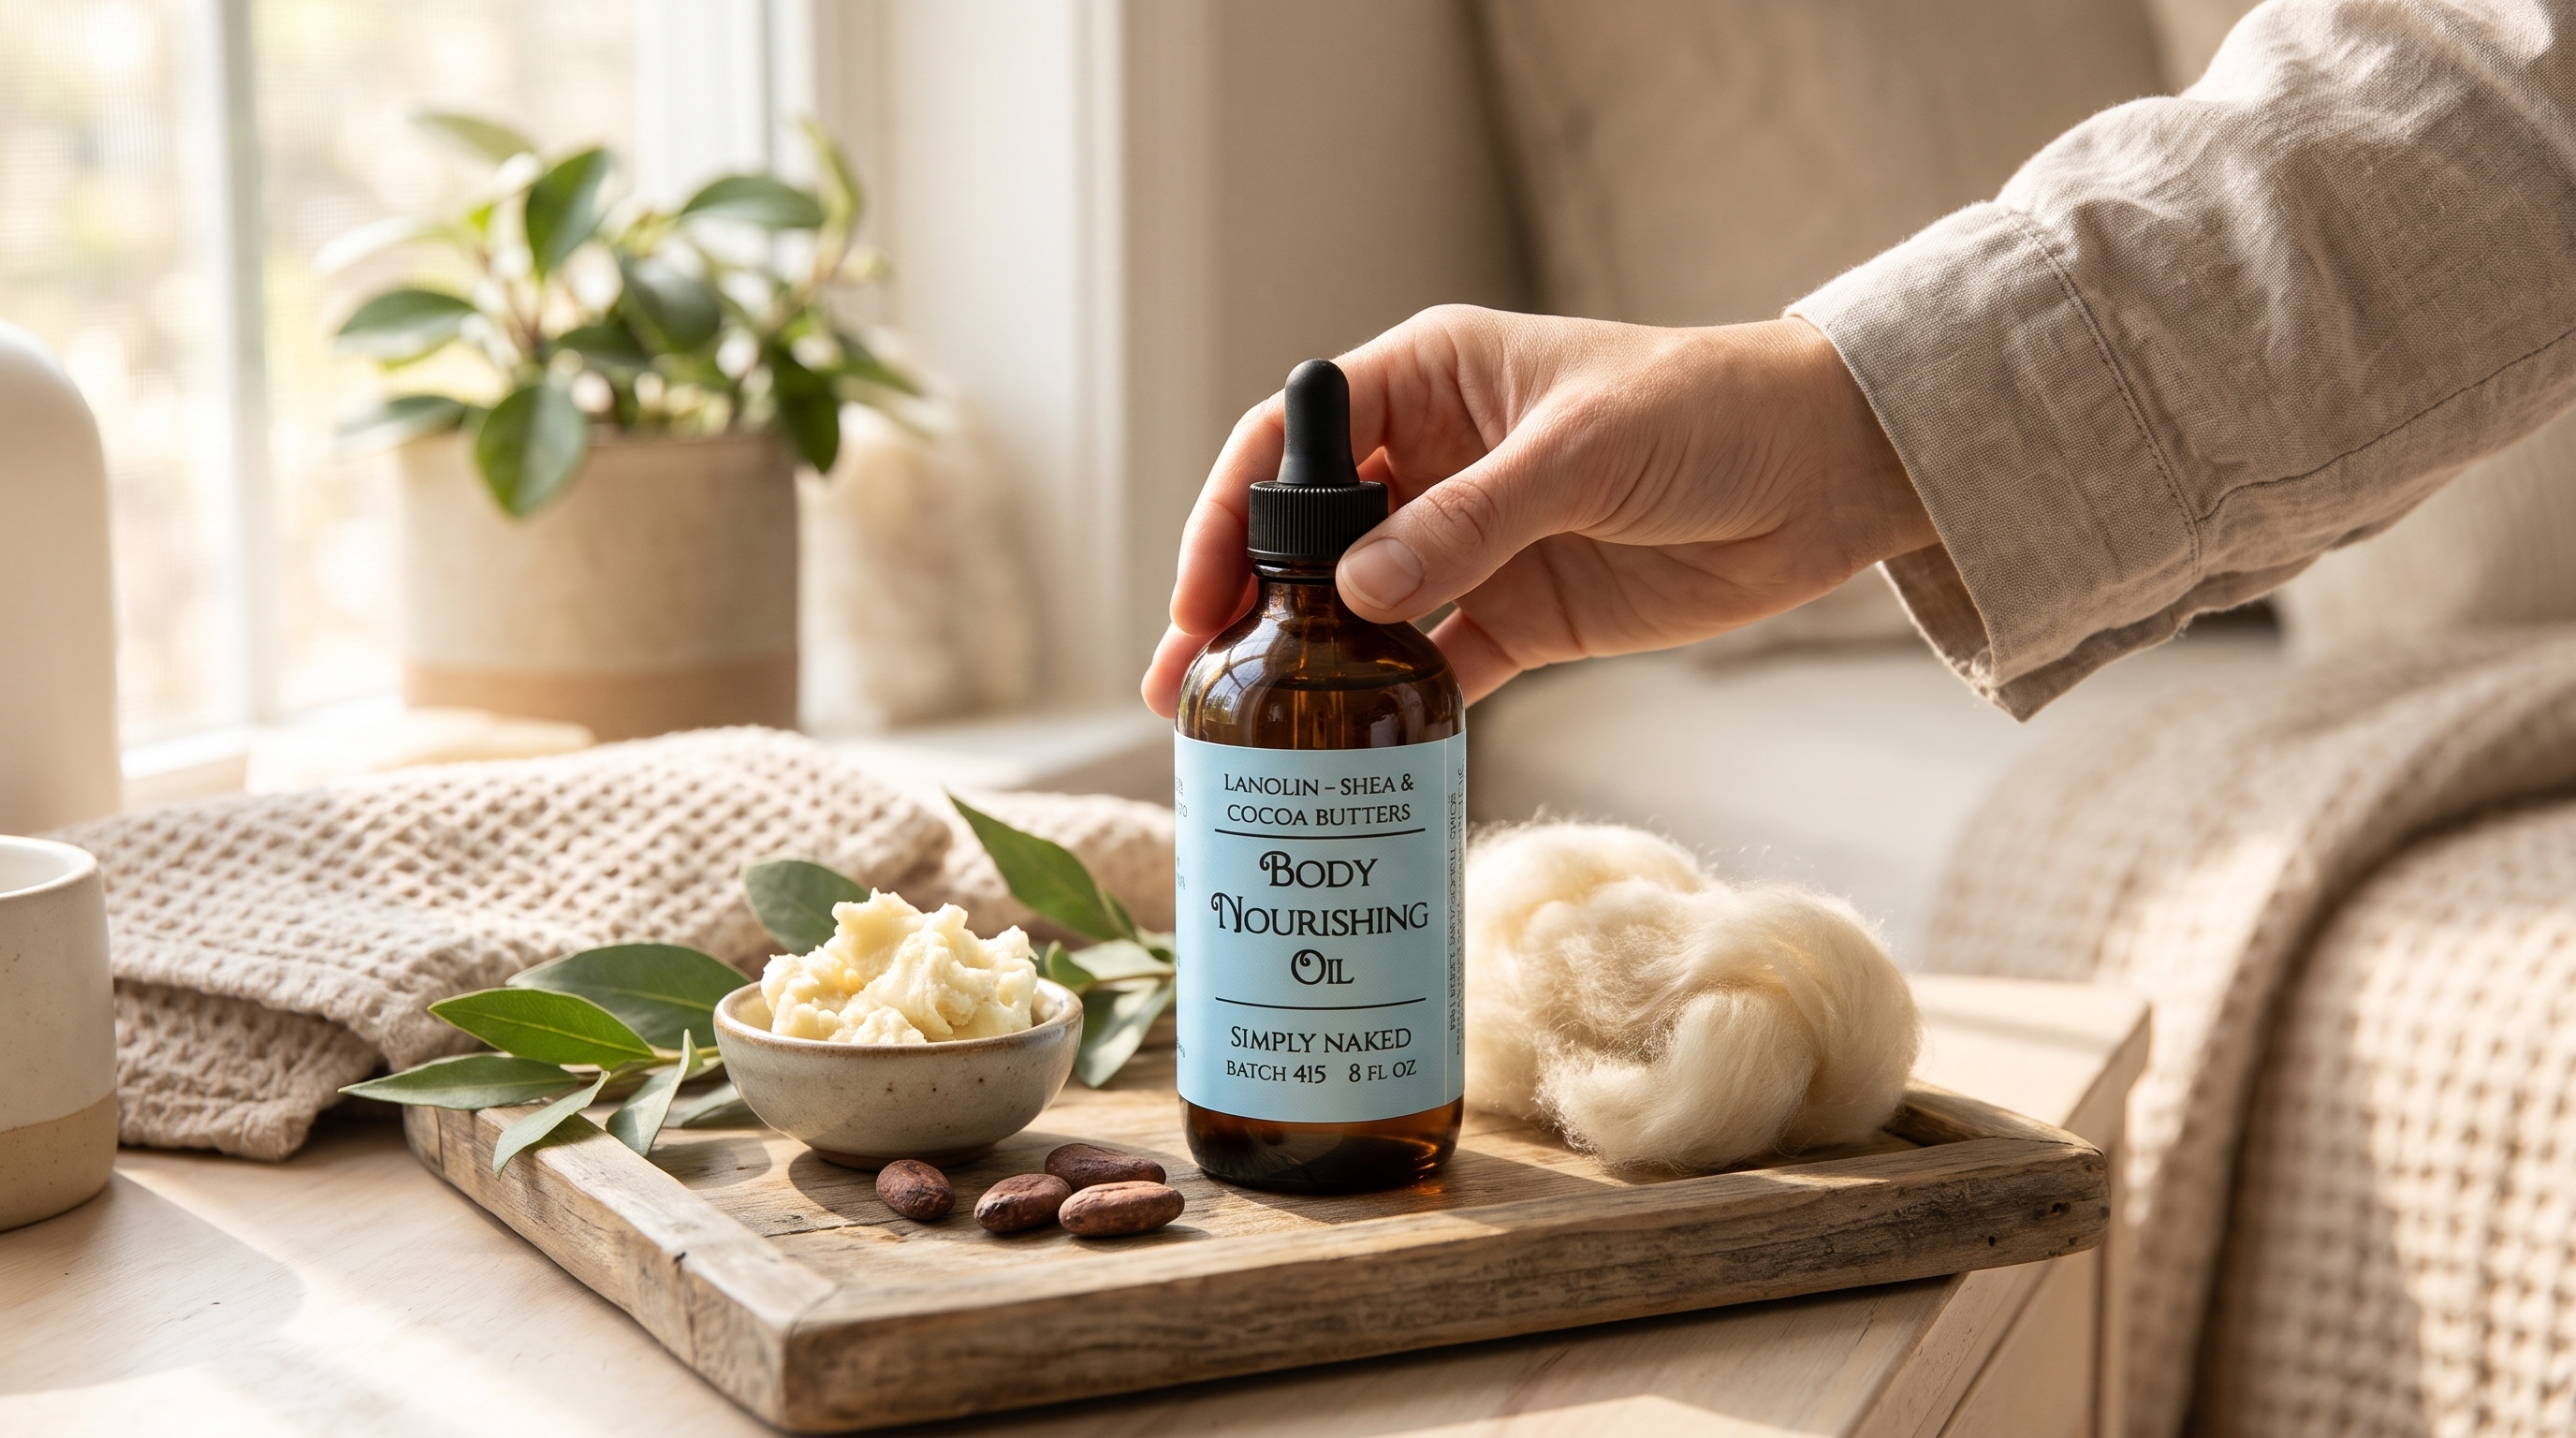 LANOLIN – SHEA &
COCOA BUTTERS
BODY
NOURISHING
OIL
SIMPLY NAKED
BATCH 415 8 FL OZ